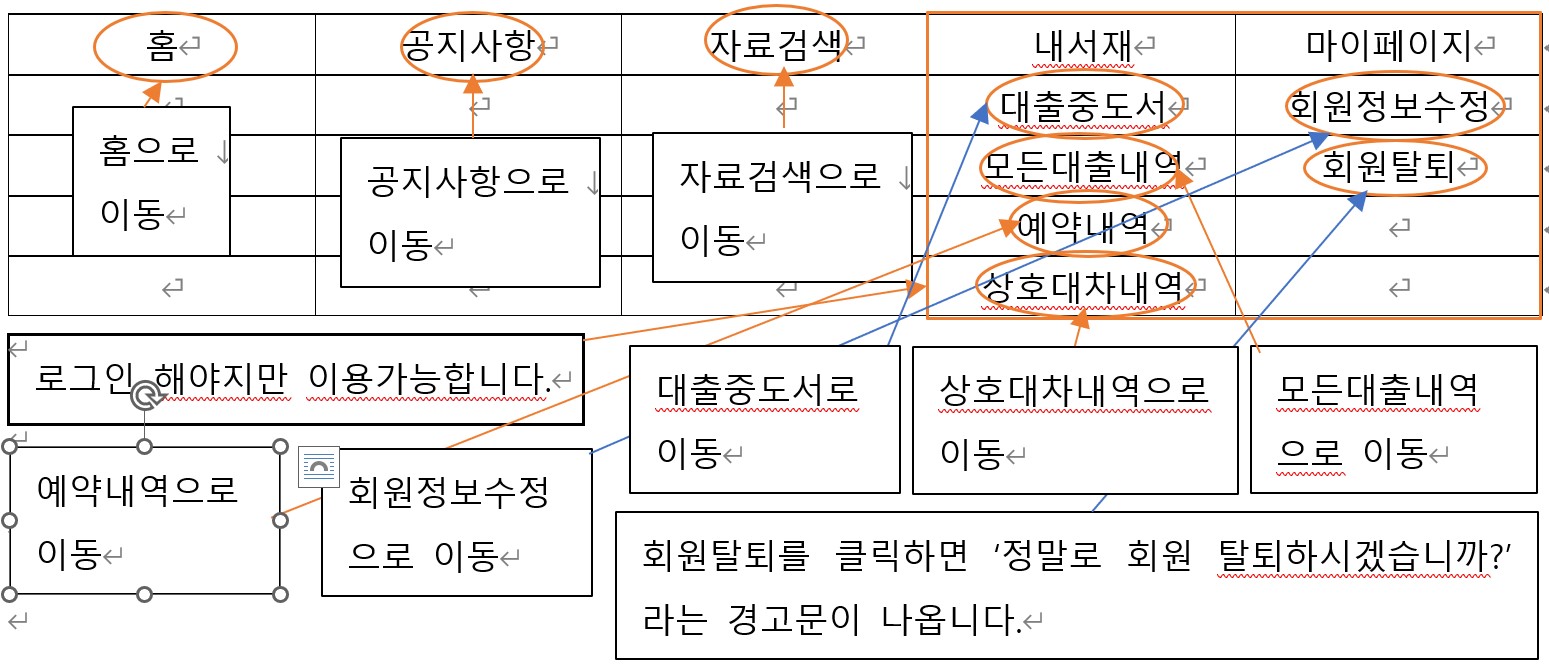 홈 공지사항 자료검색 내서재 마이페이지
대출중도서 회원정보수정
모든대출내역 회원탈퇴
예약내역
상호대차내역
홈으로
이동
공지사항으로
이동
자료검색으로
이동
로그인 해야지만 이용가능합니다.
대출중도서로
이동
상호대차내역으로
이동
모든대출내역
으로 이동
예약내역으로
이동
회원정보수정
으로 이동
회원탈퇴를 클릭하면 ‘정말로 회원 탈퇴하시겠습니까?’
라는 경고문이 나옵니다.